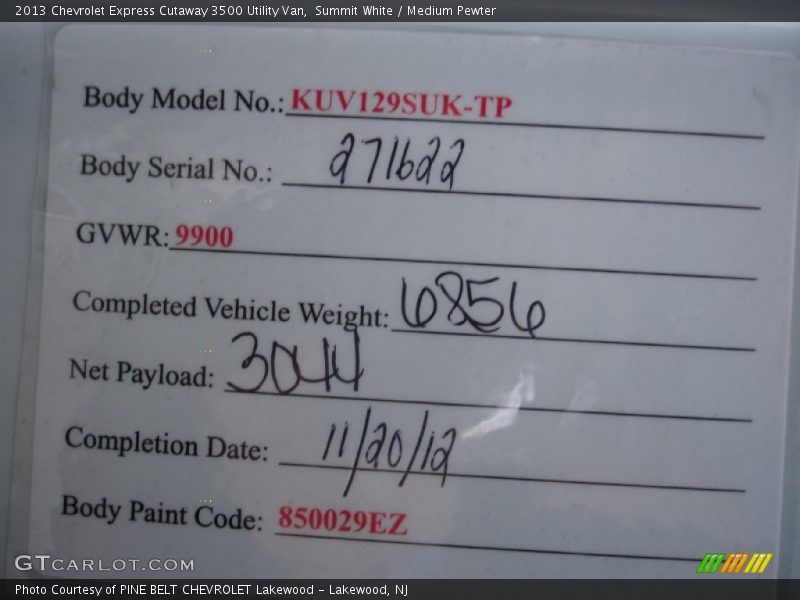 2013 Chevrolet Express Cutaway 3500 Utility Van,  Summit White / Medium Pewter
Body Model No.: KUV129SUK-TP
Body Serial No.: 271622
GVWR: 9900
Completed Vehicle Weight: 6856
Net Payload: 3044
Completion Date: 11/20/12
Body Paint Code: 850029EZ
GTCARLOT.COM
Photo Courtesy of PINE BELT CHEVROLET Lakewood - Lakewood, NJ